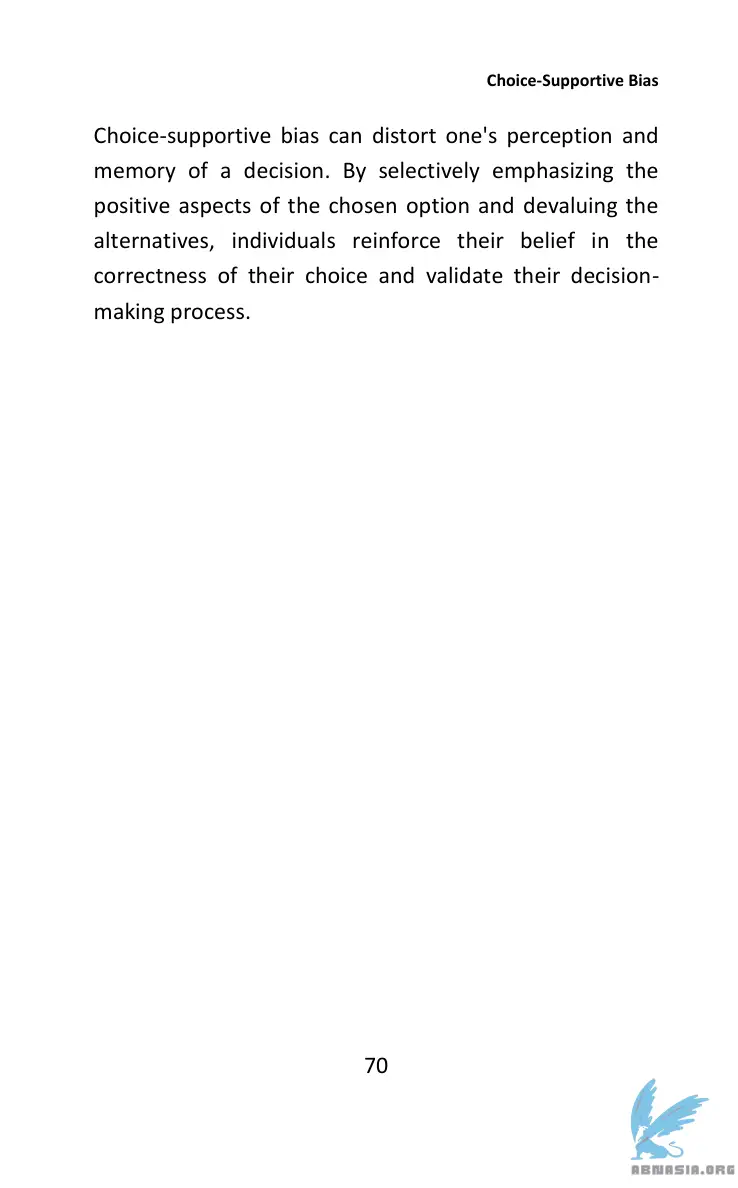 Choice-Supportive Bias
Choice-supportive bias can distort one's perception and
memory of a decision. By selectively emphasizing the
positive aspects of the chosen option and devaluing the
alternatives, individuals reinforce their belief in the
correctness of their choice and validate their decision-
making process.
70
ABNASIA.ORG